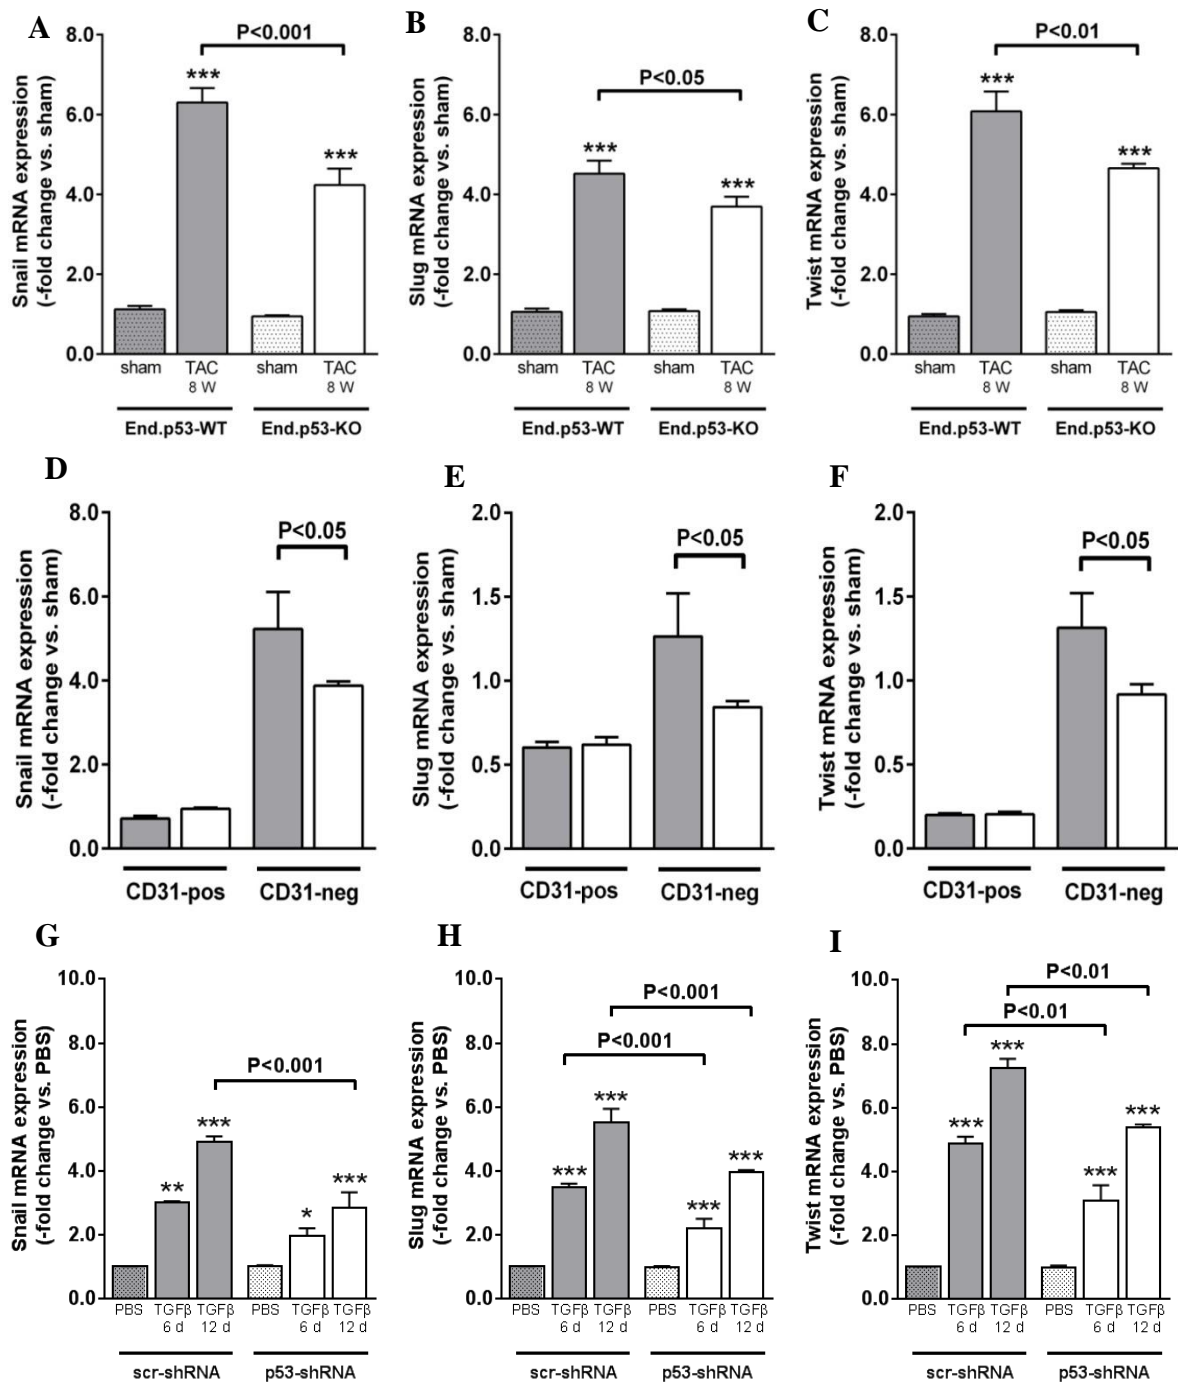 A
Snail mRNA expression
(-fold change vs. sham)
8.0
6.0
4.0
2.0
0.0
P<0.001
***
***
sham
TAC
8 W
sham
TAC
8 W
End.p53-WT
End.p53-KO
B
Slug mRNA expression
(-fold change vs. sham)
8.0
6.0
4.0
2.0
0.0
P<0.05
***
***
sham
TAC
8 W
sham
TAC
8 W
End.p53-WT
End.p53-KO
C
Twist mRNA expression
(-fold change vs. sham)
8.0
6.0
4.0
2.0
0.0
P<0.01
***
***
sham
TAC
8 W
sham
TAC
8 W
End.p53-WT
End.p53-KO
D
Snail mRNA expression
(-fold change vs. sham)
8.0
6.0
4.0
2.0
0.0
P<0.05
CD31-pos
CD31-neg
E
Slug mRNA expression
(-fold change vs. sham)
2.0
1.5
1.0
0.5
0.0
P<0.05
CD31-pos
CD31-neg
F
Twist mRNA expression
(-fold change vs. sham)
2.0
1.5
1.0
0.5
0.0
P<0.05
CD31-pos
CD31-neg
G
Snail mRNA expression
(-fold change vs. PBS)
10.0
8.0
6.0
4.0
2.0
0.0
P<0.001
**
***
*
***
PBS
TGFβ
6 d
TGFβ
12 d
PBS
TGFβ
6 d
TGFβ
12 d
scr-shRNA
p53-shRNA
H
Slug mRNA expression
(-fold change vs. PBS)
10.0
8.0
6.0
4.0
2.0
0.0
P<0.001
P<0.001
***
***
***
***
PBS
TGFβ
6 d
TGFβ
12 d
PBS
TGFβ
6 d
TGFβ
12 d
scr-shRNA
p53-shRNA
I
Twist mRNA expression
(-fold change vs. PBS)
10.0
8.0
6.0
4.0
2.0
0.0
P<0.01
P<0.01
***
***
***
***
PBS
TGFβ
6 d
TGFβ
12 d
PBS
TGFβ
6 d
TGFβ
12 d
scr-shRNA
p53-shRNA